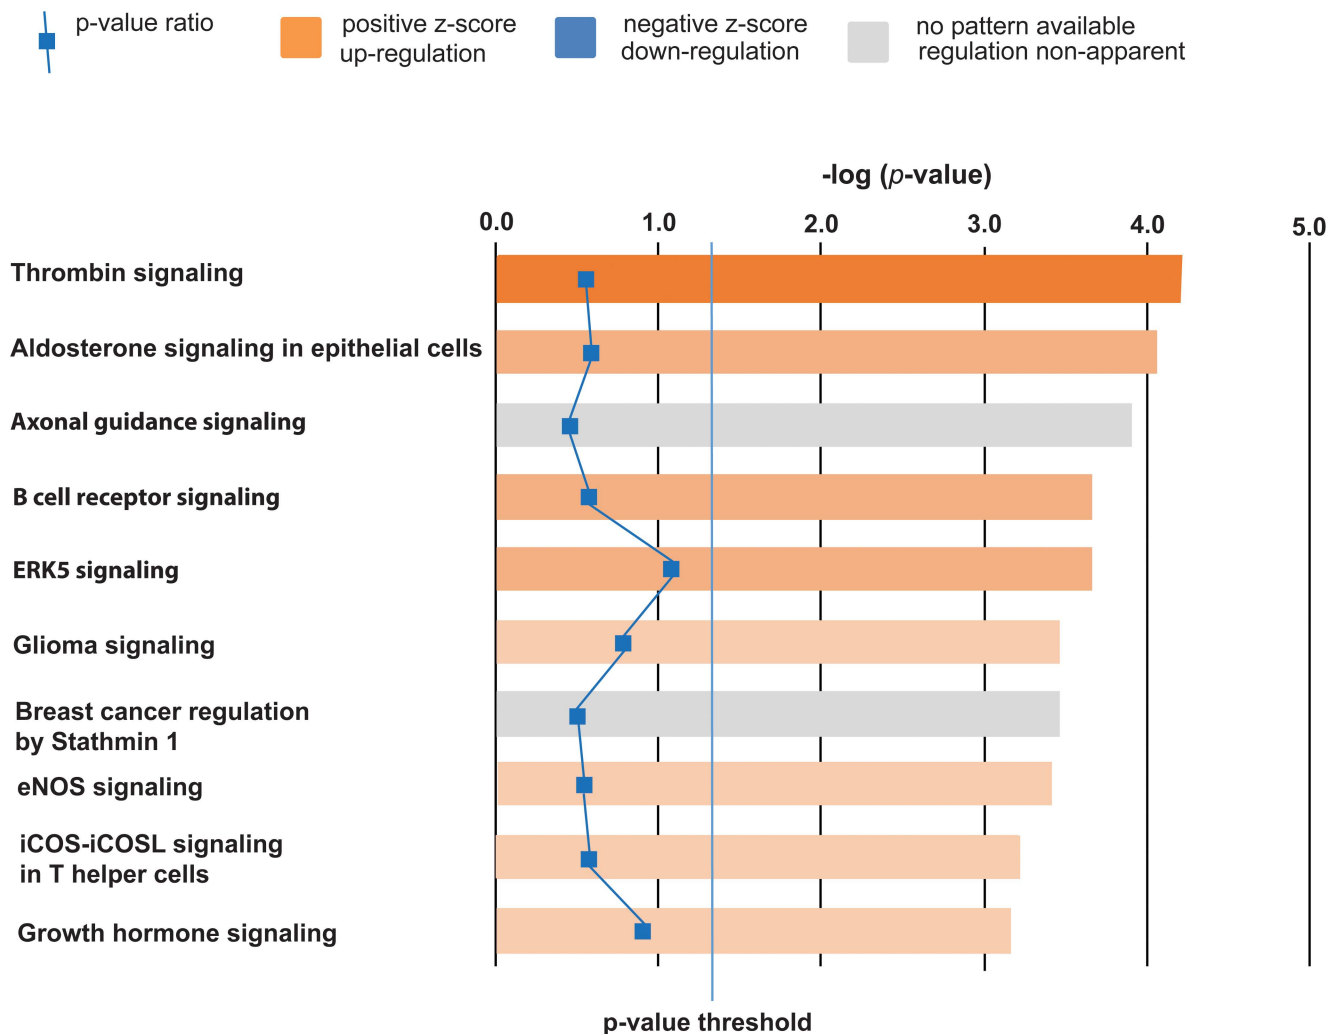 p-value ratio
positive z-score
up-regulation
negative z-score
down-regulation
no pattern available
regulation non-apparent
-log (p-value)
0.0 1.0 2.0 3.0 4.0 5.0
Thrombin signaling
Aldosterone signaling in epithelial cells
Axonal guidance signaling
B cell receptor signaling
ERK5 signaling
Glioma signaling
Breast cancer regulation
by Stathmin 1
eNOS signaling
iCOS-iCOSL signaling
in T helper cells
Growth hormone signaling
p-value threshold